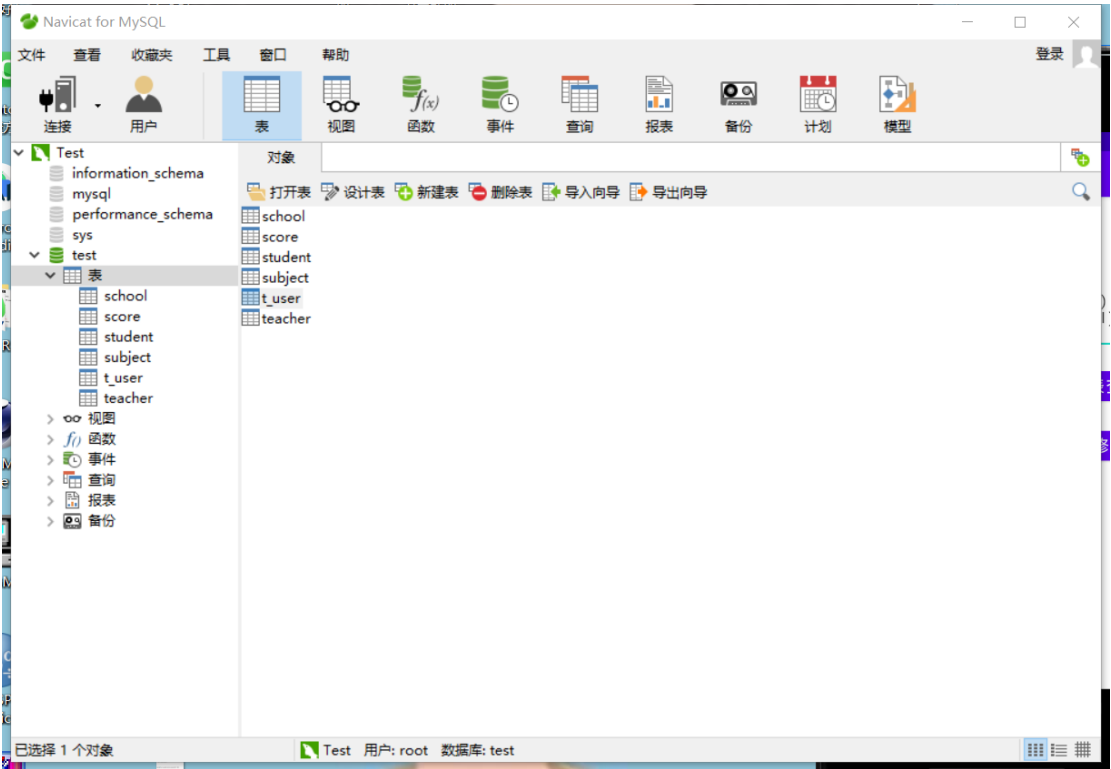 Navicat for MySQL
文件 查看 收藏夹 工具 窗口 帮助 登录
连接 用户 表 视图 函数 事件 查询 报表 备份 计划 模型
f(x)
Test 对象
information_schema
打开表 设计表 新建表 删除表 导入向导 导出向导
mysql
performance_schema
sys
test
表
school
score
student
subject
t_user
teacher
视图
f() 函数
事件
查询
报表
备份
school
score
student
subject
t_user
teacher
已选择 1 个对象 Test 用户: root 数据库: test